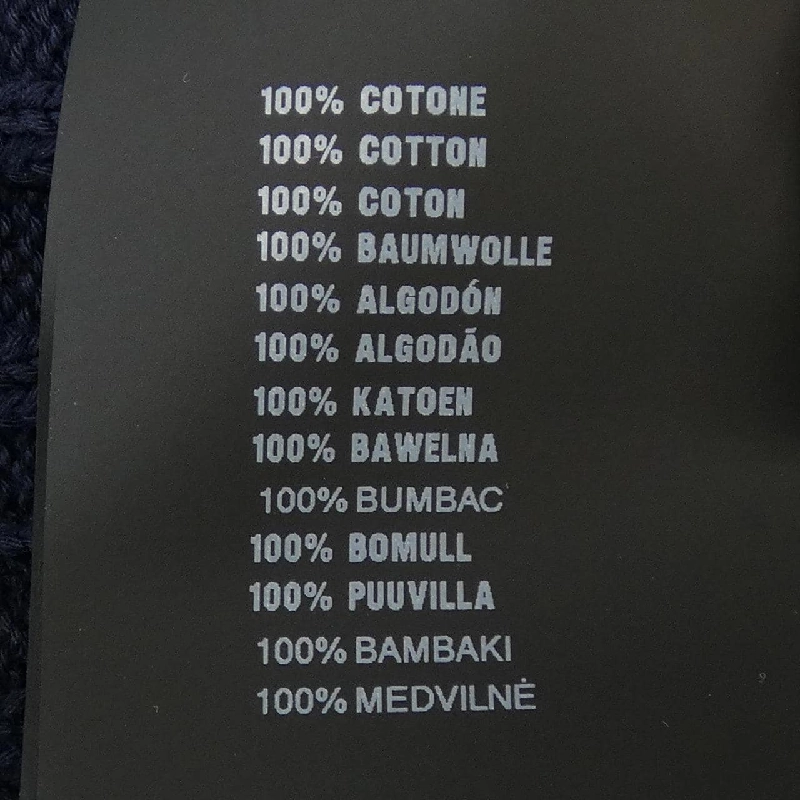 100% COTONE
100% COTTON
100% COTON
100% BAUMWOLLE
100% ALGODÓN
100% ALGODÃO
100% KATOEN
100% BAWELNA
100% BUMBAC
100% BOMULL
100% PUUVILLA
100% BAMBAKI
100% MEDVILNĖ